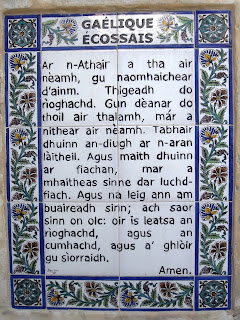 GAÉLIQUE
ÉCOSSAIS
Ar n-Athair a tha air
nèamh, gu naomhaichear
d'ainm. Thigeadh do
rìoghachd. Gun dèanar do
thoil air thalamh, már a
nithear air nèamh. Tabhair
dhuinn an-diugh ar n-aran
làitheil. Agus maith dhuinn
ar fiachan, mar a
mhaitheas sinne dar luchd-
fiach. Agus na leig ann am
buaireadh sinn; ach saor
sinn on olc: oir is leatsa an
rìoghachd, agus an
cumhachd, agus a' ghlòir
gu sìorraidh.
Amen.